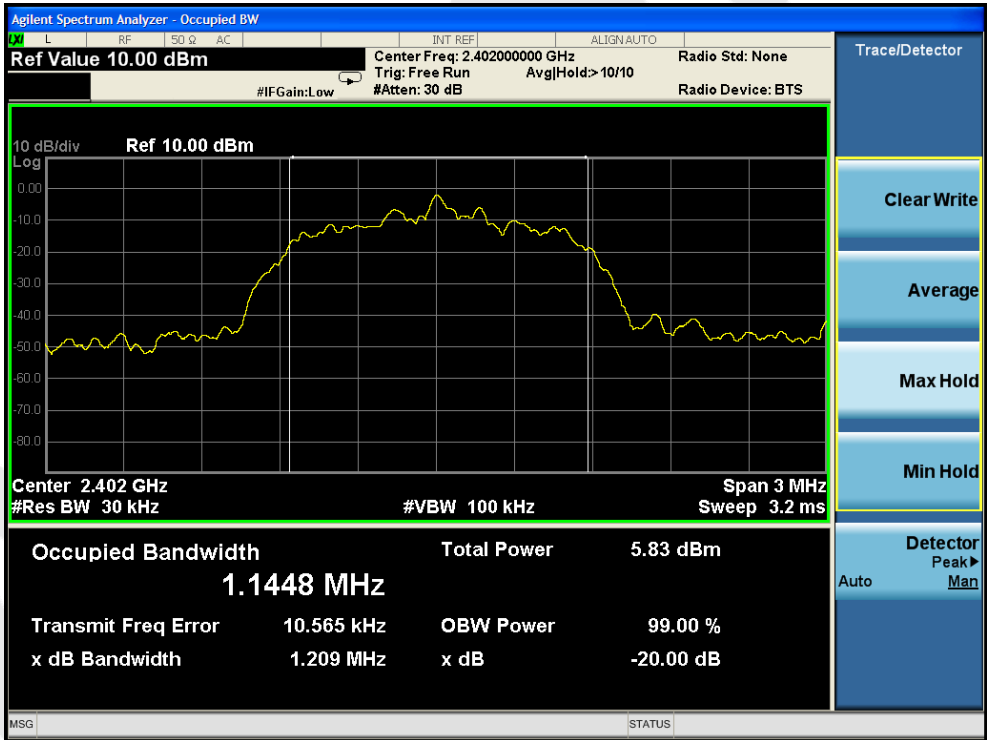 Agilent Spectrum Analyzer - Occupied BW
LXI L RF 50 Ω AC INT REF ALIGN AUTO
Ref Value 10.00 dBm
Center Freq: 2.402000000 GHz
Radio Std: None
Trig: Free Run Avg|Hold:> 10/10
#IFGain:Low
#Atten: 30 dB
Radio Device: BTS
10 dB/div Ref 10.00 dBm
Log
0.00
-10.0
-20.0
-30.0
-40.0
-50.0
-60.0
-70.0
-80.0
Center 2.402 GHz
Span 3 MHz
#Res BW 30 kHz
#VBW 100 kHz
Sweep 3.2 ms
Occupied Bandwidth
1.1448 MHz
Total Power 5.83 dBm
Transmit Freq Error 10.565 kHz
OBW Power 99.00 %
x dB Bandwidth 1.209 MHz
x dB -20.00 dB
MSG
STATUS
Trace/Detector
Clear Write
Average
Max Hold
Min Hold
Detector
Peak▶
Auto Man